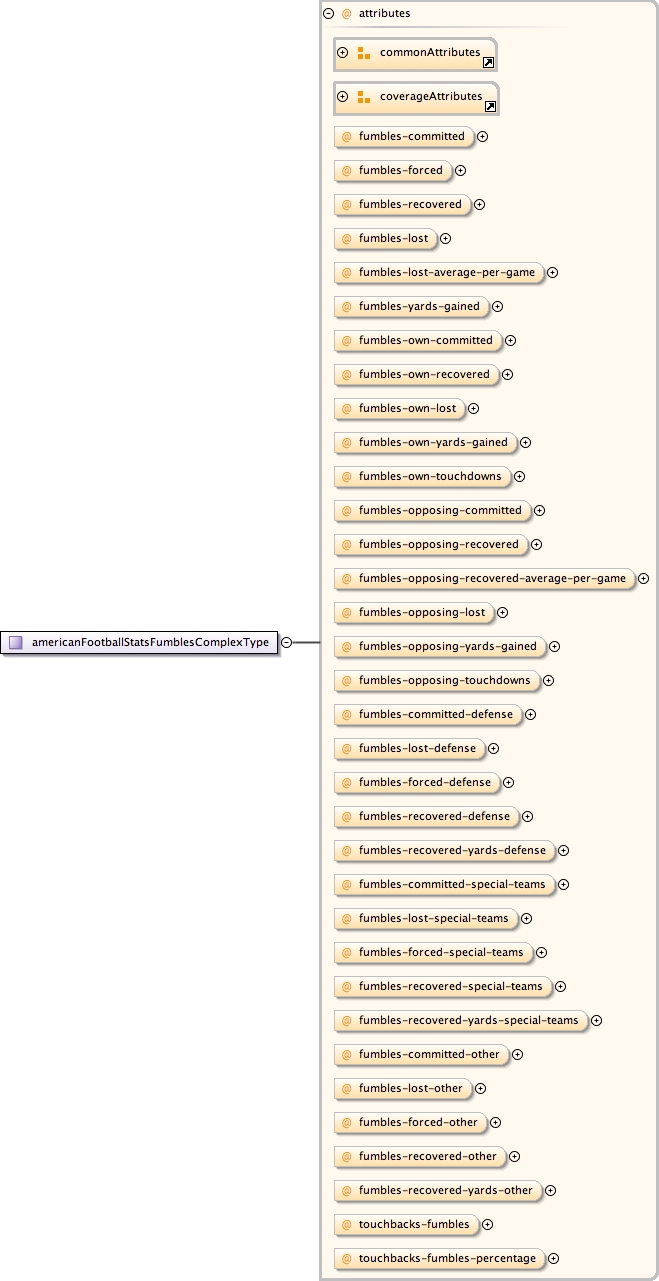 @ attributes
commonAttributes
coverageAttributes
@ fumbles-committed
@ fumbles-forced
@ fumbles-recovered
@ fumbles-lost
@ fumbles-lost-average-per-game
@ fumbles-yards-gained
@ fumbles-own-committed
@ fumbles-own-recovered
@ fumbles-own-lost
@ fumbles-own-yards-gained
@ fumbles-own-touchdowns
@ fumbles-opposing-committed
@ fumbles-opposing-recovered
@ fumbles-opposing-recovered-average-per-game
@ fumbles-opposing-lost
americanFootballStatsFumblesComplexType
@ fumbles-opposing-yards-gained
@ fumbles-opposing-touchdowns
@ fumbles-committed-defense
@ fumbles-lost-defense
@ fumbles-forced-defense
@ fumbles-recovered-defense
@ fumbles-recovered-yards-defense
@ fumbles-committed-special-teams
@ fumbles-lost-special-teams
@ fumbles-forced-special-teams
@ fumbles-recovered-special-teams
@ fumbles-recovered-yards-special-teams
@ fumbles-committed-other
@ fumbles-lost-other
@ fumbles-forced-other
@ fumbles-recovered-other
@ fumbles-recovered-yards-other
@ touchbacks-fumbles
@ touchbacks-fumbles-percentage